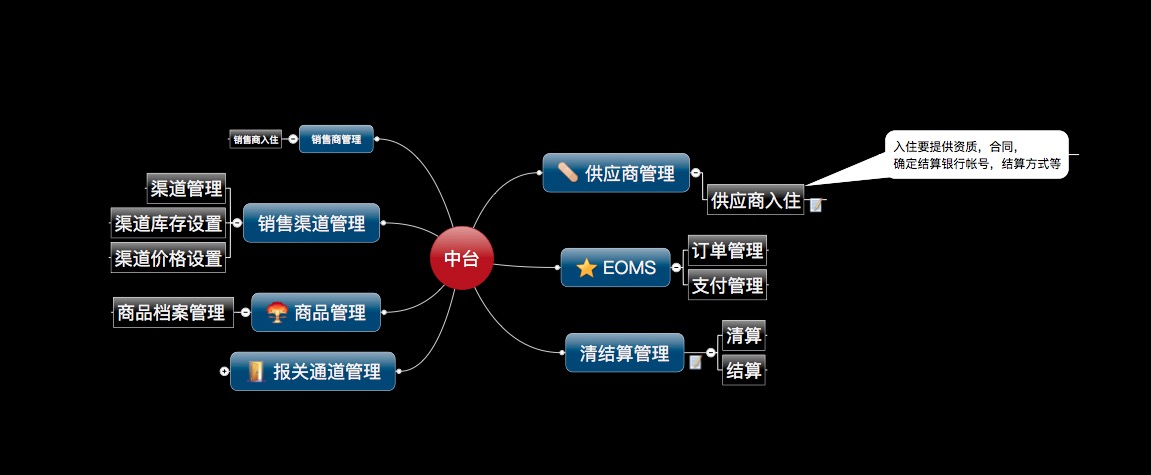 销售商管理
销售商入住
销售渠道管理
渠道管理
渠道库存设置
渠道价格设置
商品管理
商品档案管理
报关通道管理
中台
供应商管理
供应商入住
入住要提供资质，合同，
确定结算银行帐号，结算方式等
EOMS
订单管理
支付管理
清结算管理
清算
结算